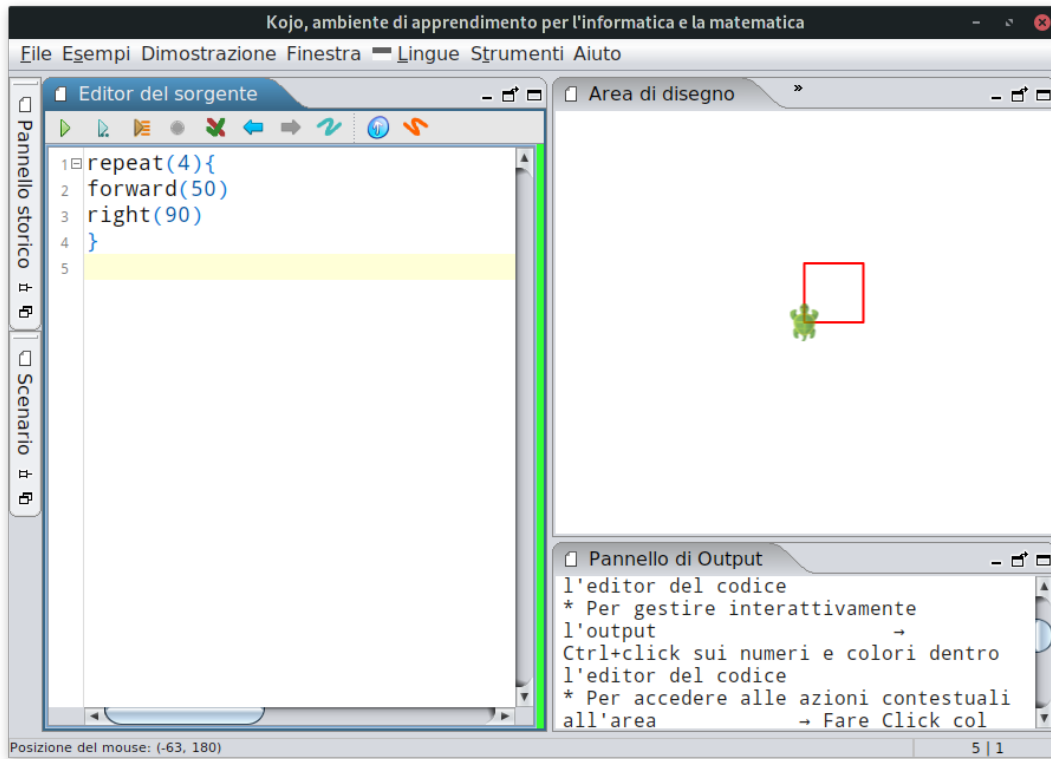 Kojo, ambiente di apprendimento per l'informatica e la matematica
File Esempi Dimostrazione Finestra Lingue Strumenti Aiuto
Pannello storico
Scenario
Editor del sorgente
1 repeat(4){
2 forward(50)
3 right(90)
4 }
5
Area di disegno »
Pannello di Output
l'editor del codice
* Per gestire interattivamente
l'output →
Ctrl+click sui numeri e colori dentro
l'editor del codice
* Per accedere alle azioni contestuali
all'area → Fare Click col
Posizione del mouse: (-63, 180)
5 | 1